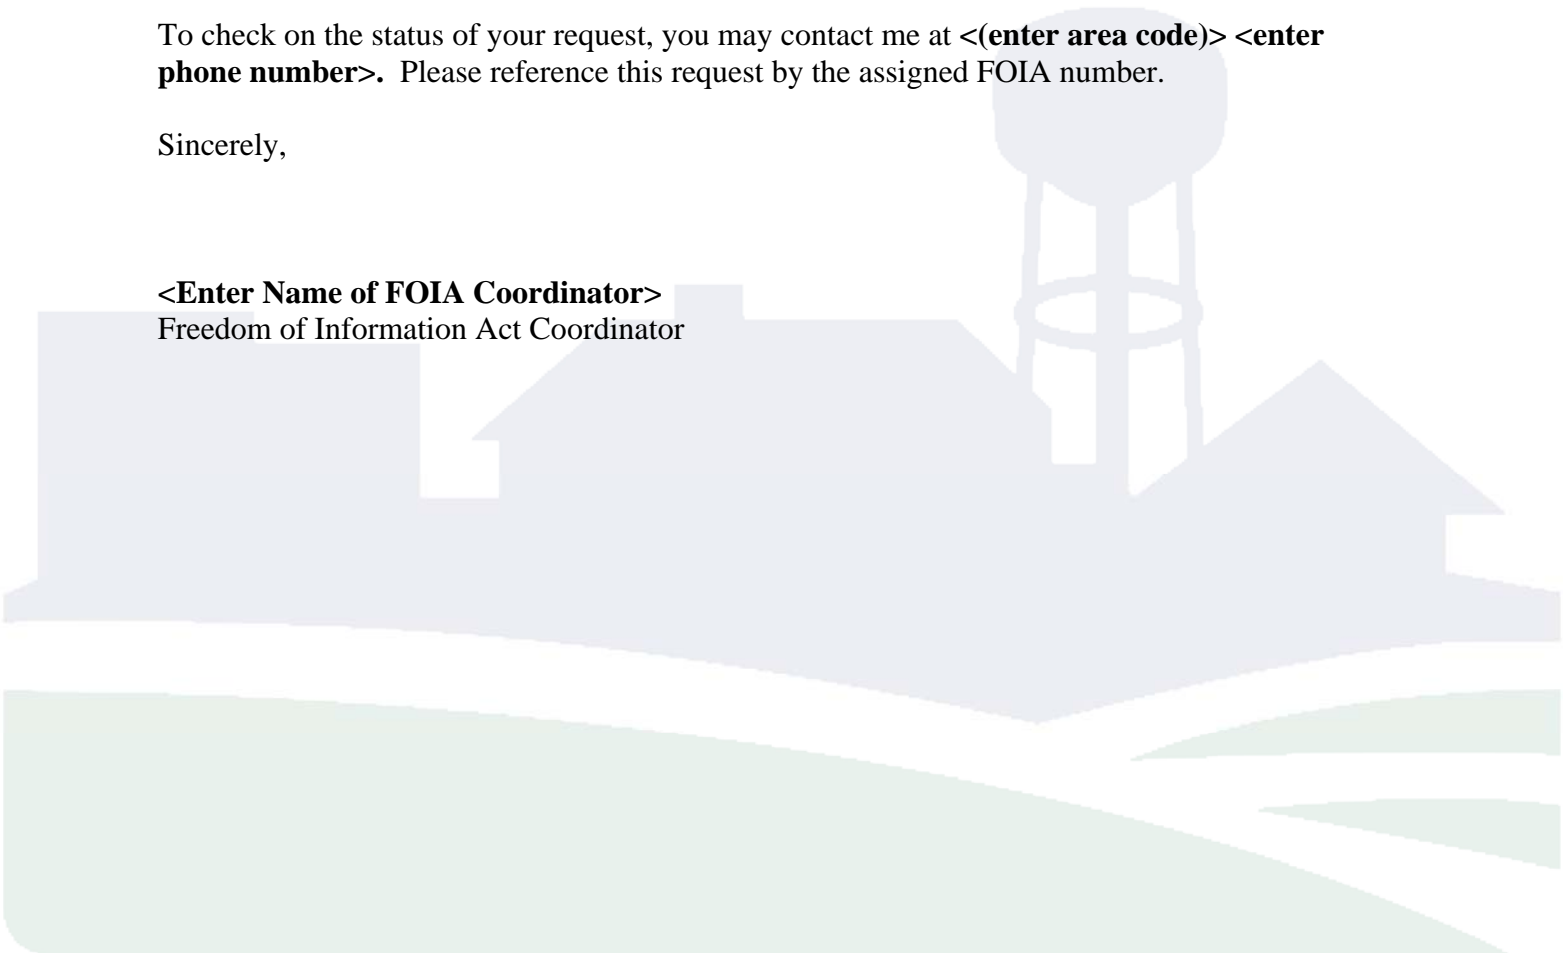 To check on the status of your request, you may contact me at <(enter area code)> <enter
phone number>.  Please reference this request by the assigned FOIA number.
Sincerely,
<Enter Name of FOIA Coordinator>
Freedom of Information Act Coordinator